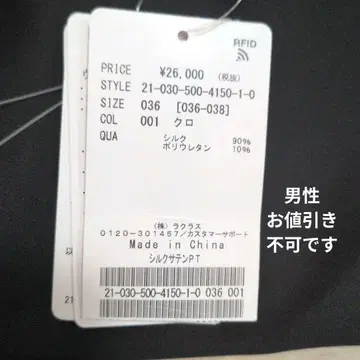 RFID
PRICE ¥26,000 (税抜)
STYLE 21-030-500-4150-1-0
SIZE 036 [036-038]
COL 001 クロ
QUA シルク 90%
ポリウレタン 10%
(株) ラクラス
0120-301457/カスタマーサポート
Made in China
シルクサテンPT
21-030-500-4150-1-0 036 001
男性
お値引き
不可です